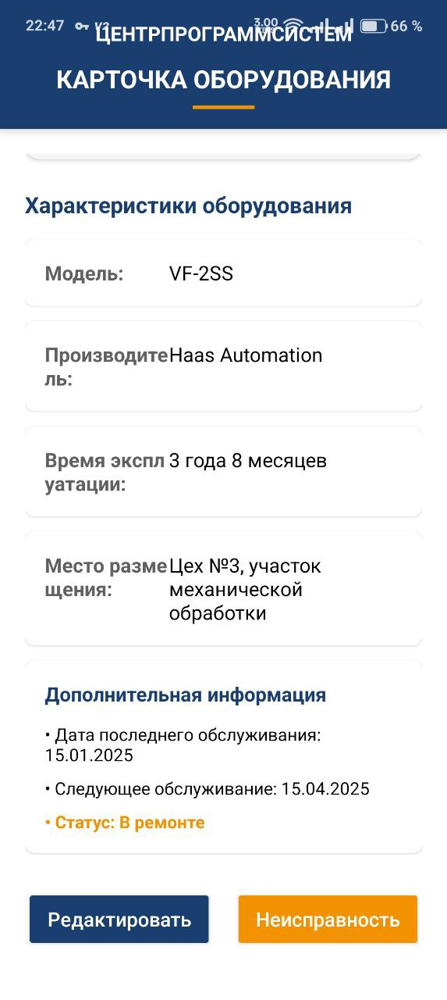 22:47
3.00
66 %
ЦЕНТРПРОГРАММСИСТЕМ
КАРТОЧКА ОБОРУДОВАНИЯ
Характеристики оборудования
Модель: VF-2SS
Производите Haas Automation
ль:
Время экспл 3 года 8 месяцев
уатации:
Место разме Цех №3, участок
щения: механической
обработки
Дополнительная информация
• Дата последнего обслуживания:
15.01.2025
• Следующее обслуживание: 15.04.2025
• Статус: В ремонте
Редактировать Неисправность